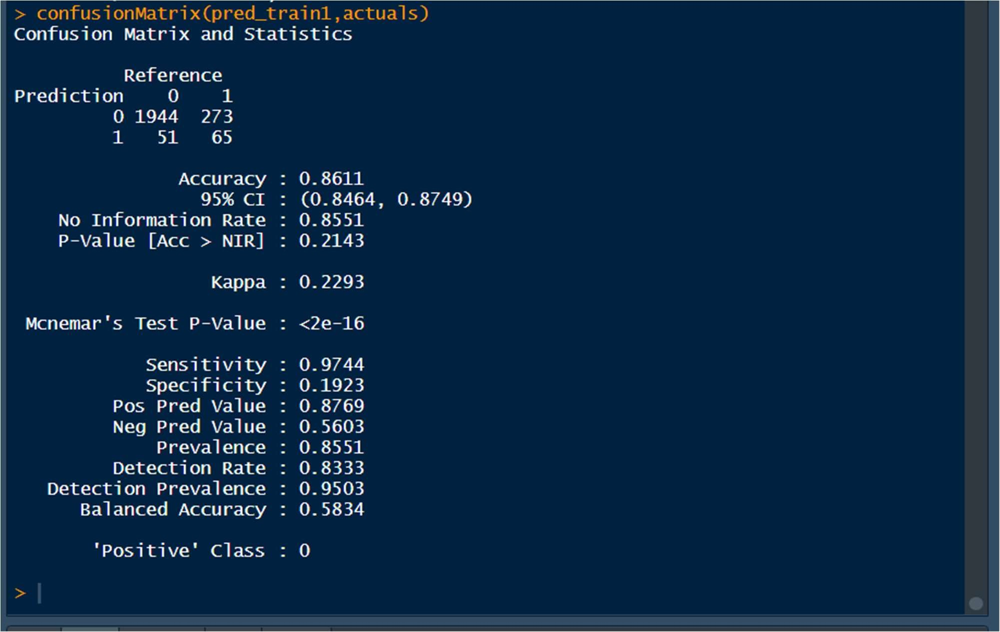 > confusionMatrix(pred_train1,actuals)
Confusion Matrix and Statistics
Reference
Prediction 0 1
0 1944 273
1 51 65
Accuracy : 0.8611
95% CI : (0.8464, 0.8749)
No Information Rate : 0.8551
P-Value [Acc > NIR] : 0.2143
Kappa : 0.2293
Mcnemar's Test P-Value : <2e-16
Sensitivity : 0.9744
Specificity : 0.1923
Pos Pred Value : 0.8769
Neg Pred Value : 0.5603
Prevalence : 0.8551
Detection Rate : 0.8333
Detection Prevalence : 0.9503
Balanced Accuracy : 0.5834
'Positive' Class : 0
>